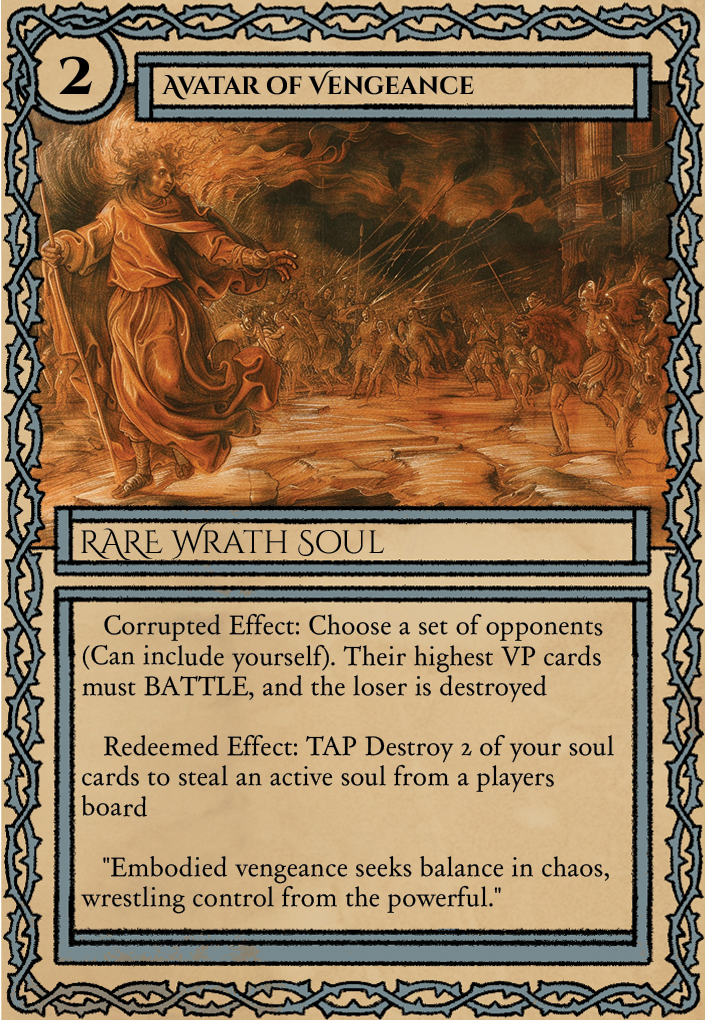 2
Avatar of Vengeance
Rare Wrath Soul
Corrupted Effect: Choose a set of opponents
(Can include yourself). Their highest VP cards
must BATTLE, and the loser is destroyed
Redeemed Effect: TAP Destroy 2 of your soul
cards to steal an active soul from a players
board
"Embodied vengeance seeks balance in chaos,
wrestling control from the powerful."